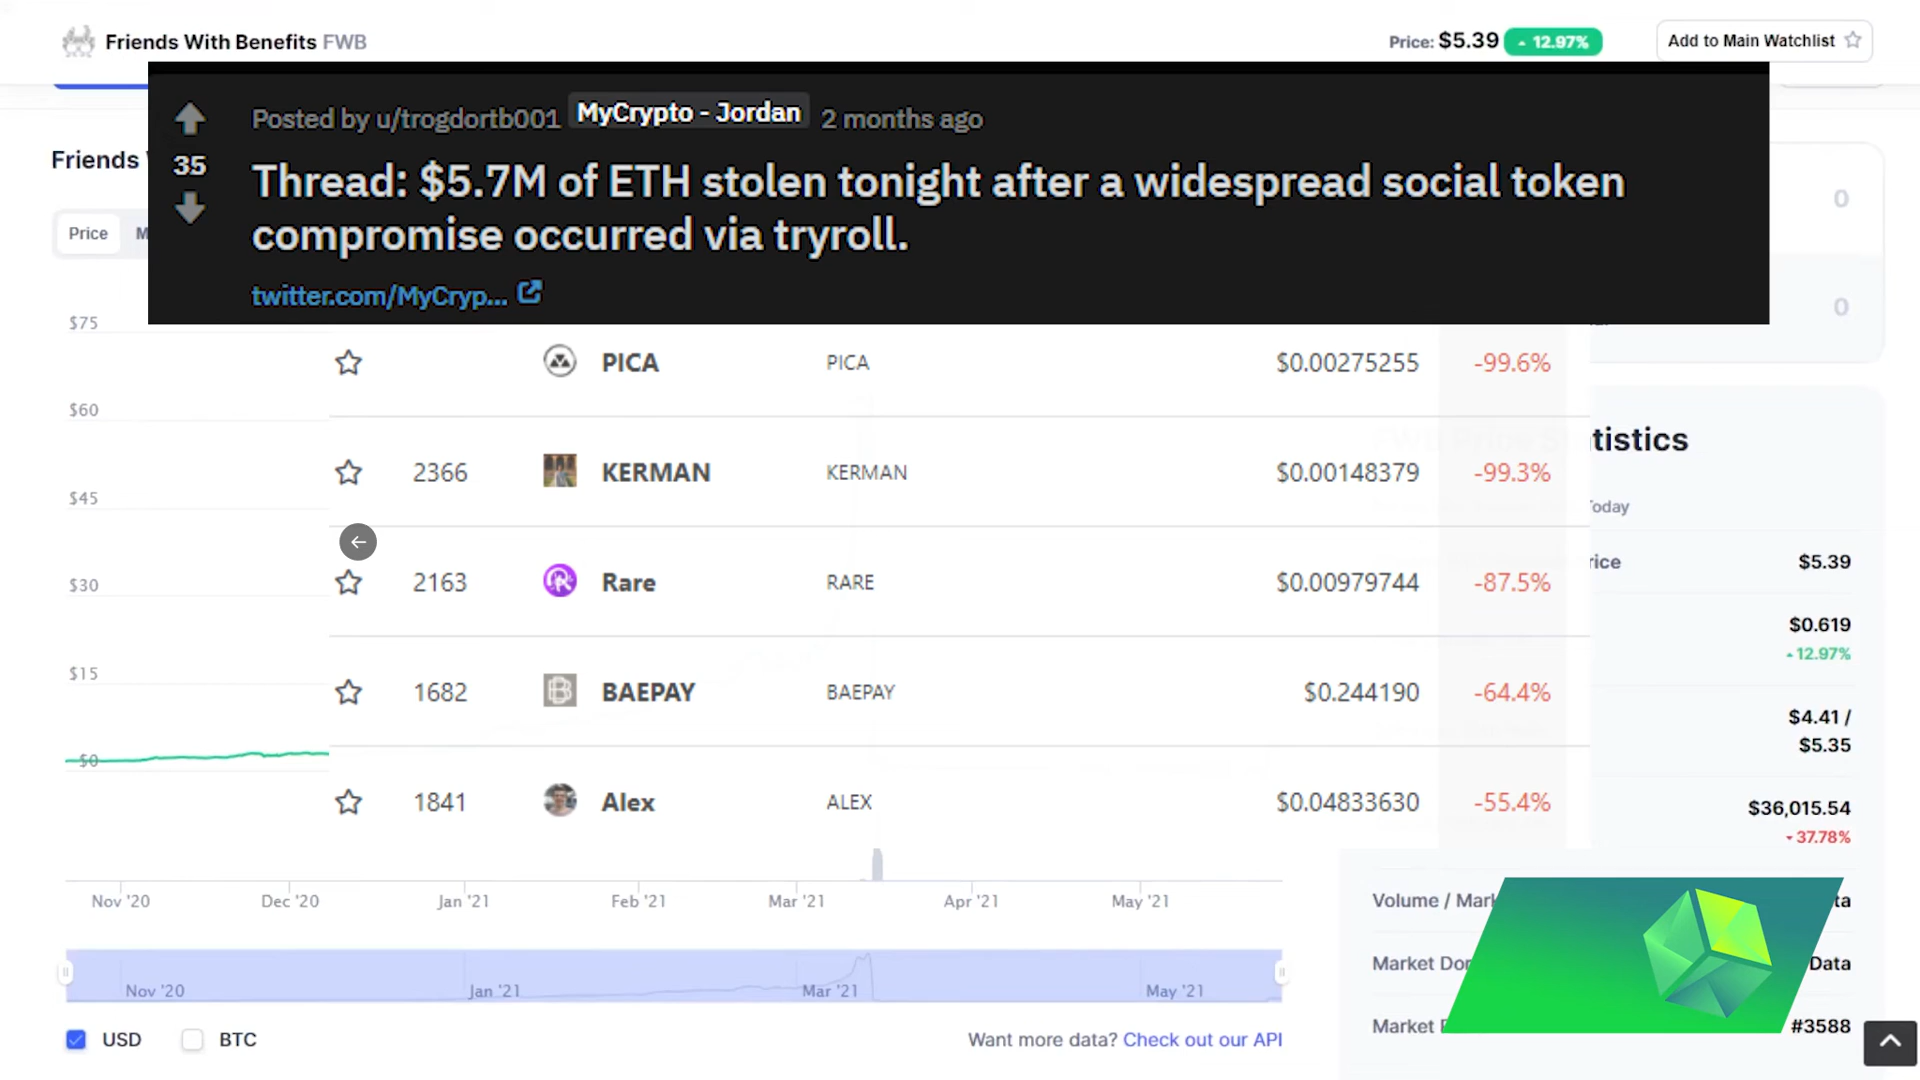 Friends With Benefits FWB
Price: $5.39 12.97%
Add to Main Watchlist
Posted by u/trogdortb001 MyCrypto - Jordan 2 months ago
35
Thread: $5.7M of ETH stolen tonight after a widespread social token
compromise occurred via tryroll.
twitter.com/MyCryp...
Friends
Price M
0
0
$75
$60
$45
$30
$15
$0
PICA PICA $0.00275255 -99.6%
2366 KERMAN KERMAN $0.00148379 -99.3%
2163 Rare RARE $0.00979744 -87.5%
1682 BAEPAY BAEPAY $0.244190 -64.4%
1841 Alex ALEX $0.04833630 -55.4%
tistics
Today
rice $5.39
$0.619
12.97%
$4.41 /
$5.35
$36,015.54
37.78%
Volume / Mark ta
Market Dor Data
Market #3588
Nov '20 Dec '20 Jan '21 Feb '21 Mar '21 Apr '21 May '21
Nov '20 Jan '21 Mar '21 May '21
USD BTC
Want more data? Check out our API